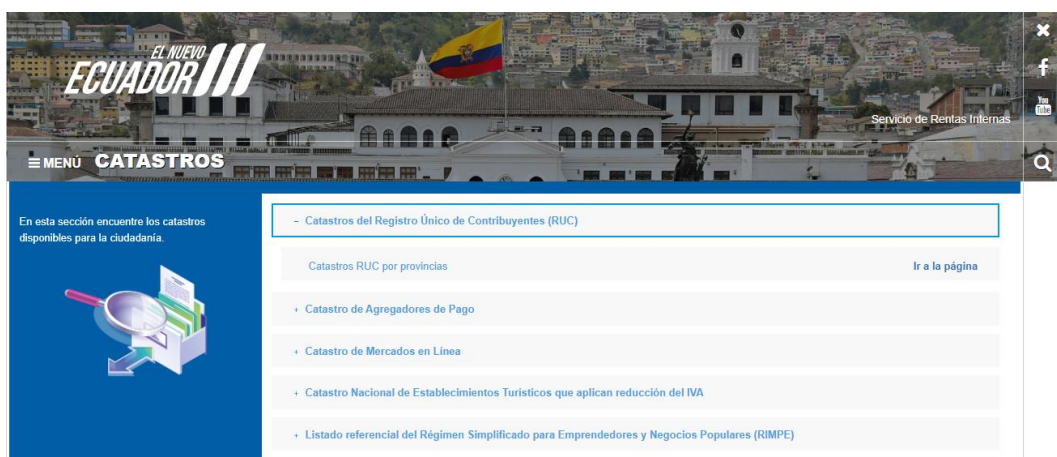 EL NUEVO
ECUADOR
f
You
Tube
Servicio de Rentas Internas
MENÚ CATASTROS
En esta sección encuentre los catastros
disponibles para la ciudadanía.
- Catastros del Registro Único de Contribuyentes (RUC)
Catastros RUC por provincias Ir a la página
+ Catastro de Agregadores de Pago
+ Catastro de Mercados en Línea
+ Catastro Nacional de Establecimientos Turísticos que aplican reducción del IVA
+ Listado referencial del Régimen Simplificado para Emprendedores y Negocios Populares (RIMPE)